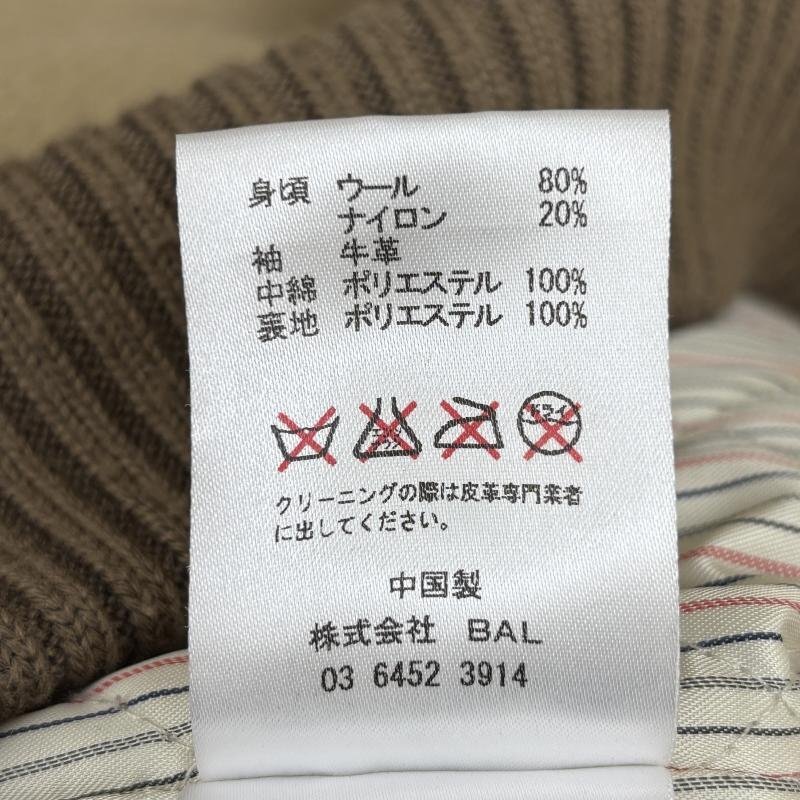 身頃 ウール 80%
ナイロン 20%
袖 牛革
中綿 ポリエステル 100%
裏地 ポリエステル 100%
ドライ
クリーニングの際は皮革専門業者
に出してください。
中国製
株式会社 BAL
03 6452 3914